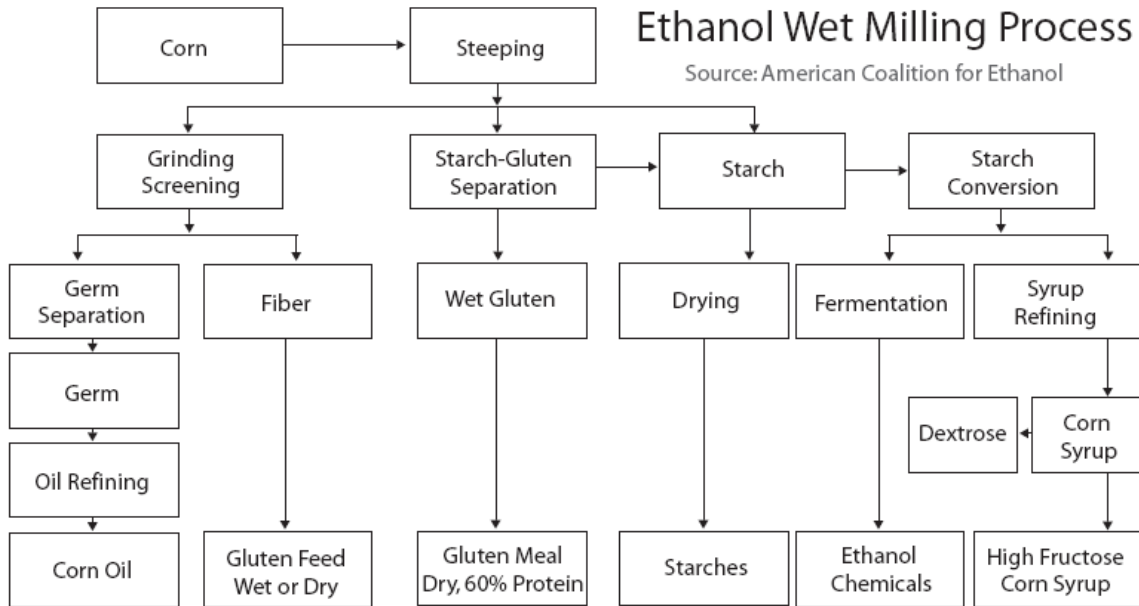 Ethanol Wet Milling Process
Source: American Coalition for Ethanol
Corn
Steeping
Grinding
Screening
Starch-Gluten
Separation
Starch
Starch
Conversion
Germ
Separation
Fiber
Wet Gluten
Drying
Fermentation
Syrup
Refining
Germ
Dextrose
Corn
Syrup
Oil Refining
Corn Oil
Gluten Feed
Wet or Dry
Gluten Meal
Dry, 60% Protein
Starches
Ethanol
Chemicals
High Fructose
Corn Syrup